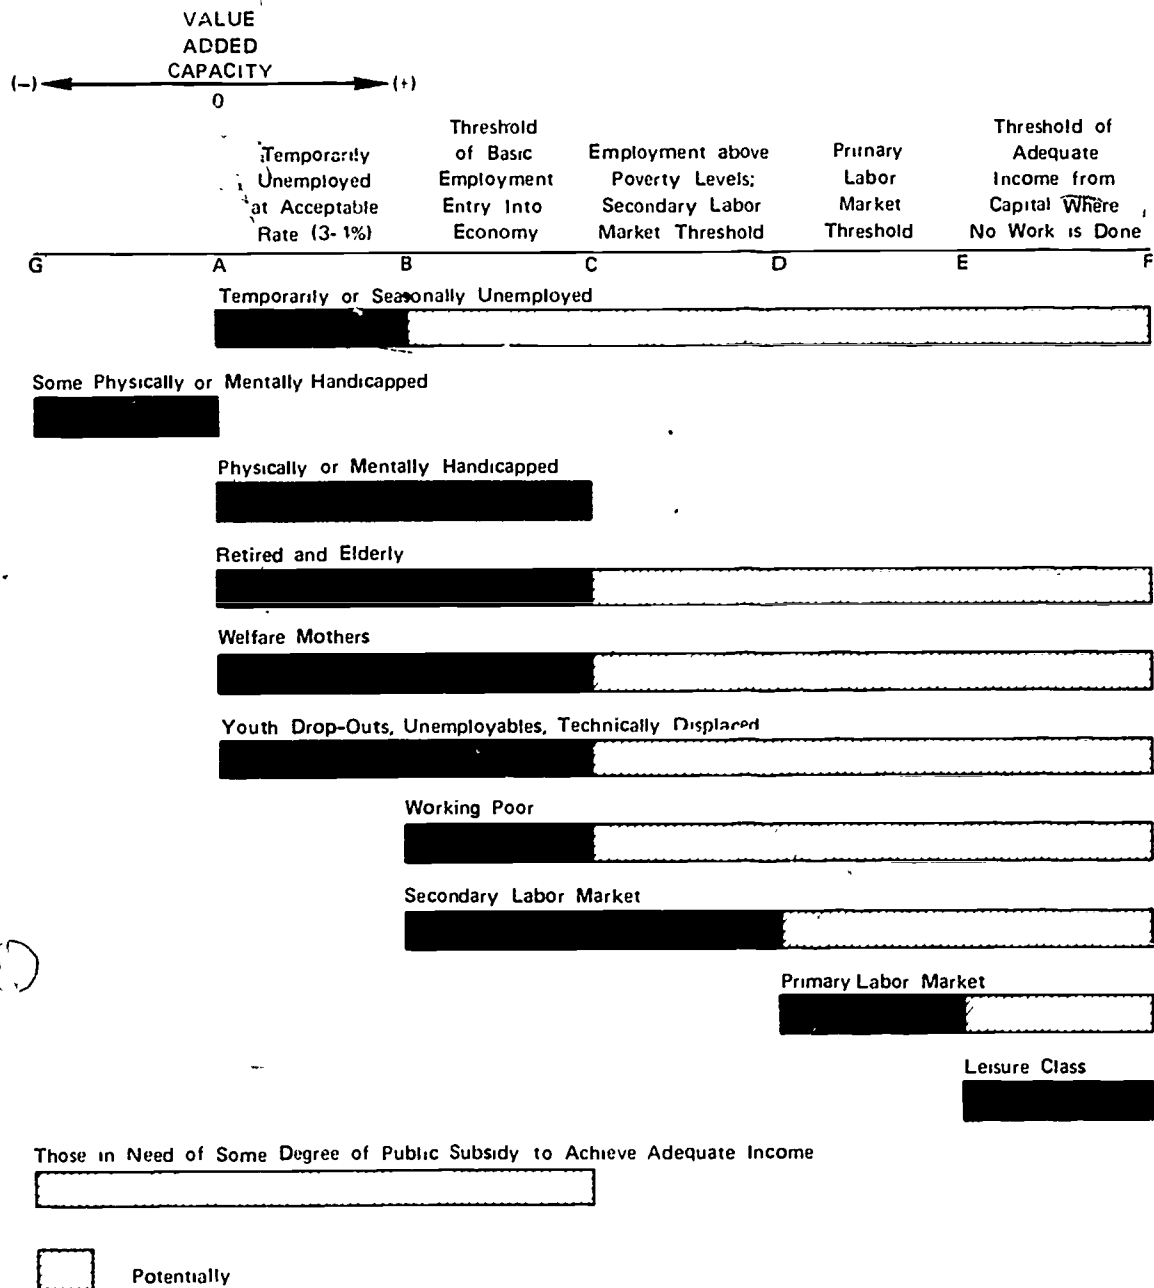 VALUE
ADDED
CAPACITY
(−) (+)
0
Temporarily
Unemployed
at Acceptable
Rate (3-1%)
Threshold
of Basic
Employment
Entry Into
Economy
Employment above
Poverty Levels;
Secondary Labor
Market Threshold
Primary
Labor
Market
Threshold
Threshold of
Adequate
Income from
Capital Where
No Work is Done
G A B C D E F
Temporarily or Seasonally Unemployed
Some Physically or Mentally Handicapped
Physically or Mentally Handicapped
Retired and Elderly
Welfare Mothers
Youth Drop-Outs, Unemployables, Technically Displaced
Working Poor
Secondary Labor Market
Primary Labor Market
Leisure Class
Those in Need of Some Degree of Public Subsidy to Achieve Adequate Income
Potentially